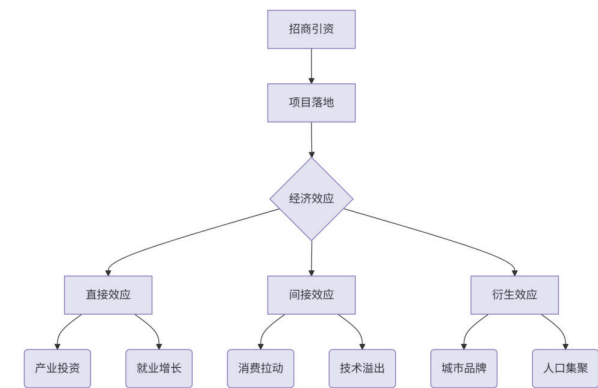 招商引资
项目落地
经济效应
直接效应
间接效应
衍生效应
产业投资
就业增长
消费拉动
技术溢出
城市品牌
人口集聚